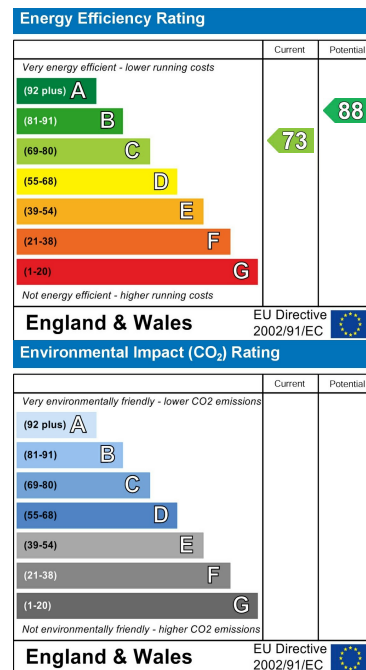 Energy Efficiency Rating
Current Potential
Very energy efficient - lower running costs
(92 plus) A
(81-91) B
(69-80) C
(55-68) D
(39-54) E
(21-38) F
(1-20) G
73
88
Not energy efficient - higher running costs
England & Wales
EU Directive
2002/91/EC
Environmental Impact (CO₂) Rating
Current Potential
Very environmentally friendly - lower CO2 emissions
(92 plus) A
(81-91) B
(69-80) C
(55-68) D
(39-54) E
(21-38) F
(1-20) G
Not environmentally friendly - higher CO2 emissions
England & Wales
EU Directive
2002/91/EC